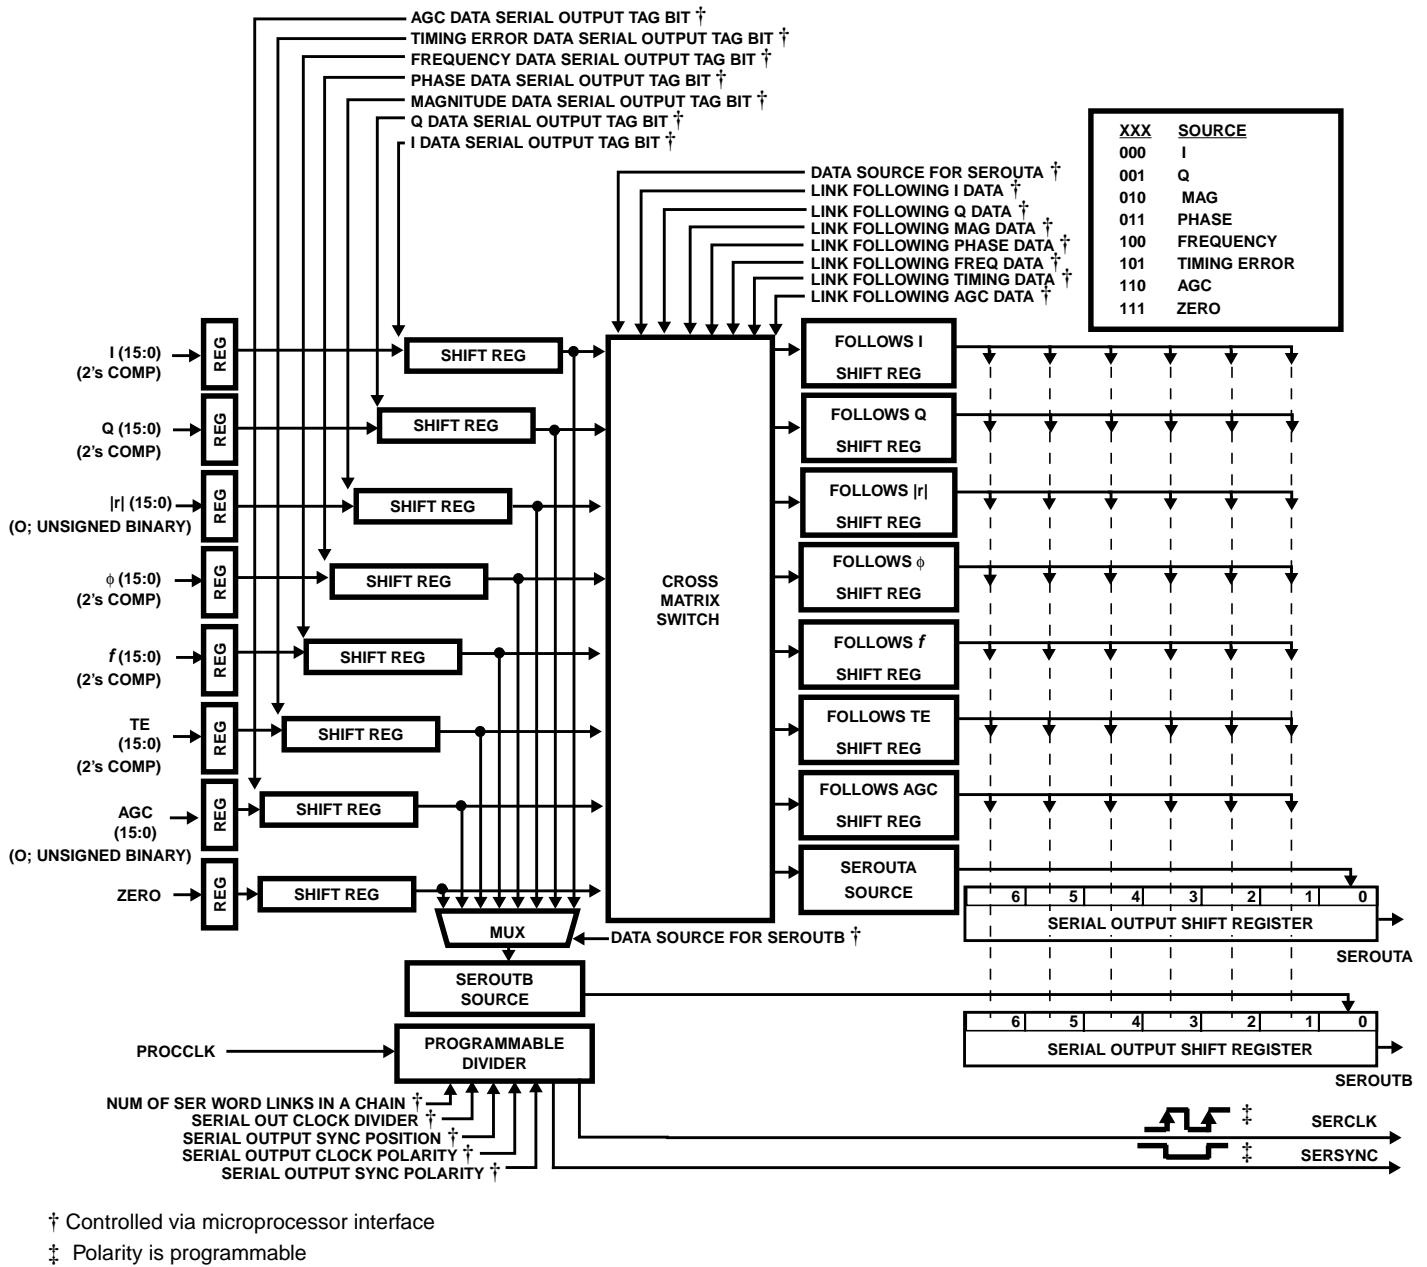 AGC DATA SERIAL OUTPUT TAG BIT †
TIMING ERROR DATA SERIAL OUTPUT TAG BIT †
FREQUENCY DATA SERIAL OUTPUT TAG BIT †
PHASE DATA SERIAL OUTPUT TAG BIT †
MAGNITUDE DATA SERIAL OUTPUT TAG BIT †
Q DATA SERIAL OUTPUT TAG BIT †
I DATA SERIAL OUTPUT TAG BIT †
DATA SOURCE FOR SEROUTA †
LINK FOLLOWING I DATA †
LINK FOLLOWING Q DATA †
LINK FOLLOWING MAG DATA †
LINK FOLLOWING PHASE DATA †
LINK FOLLOWING FREQ DATA †
LINK FOLLOWING TIMING DATA †
LINK FOLLOWING AGC DATA †
XXX SOURCE
000 I
001 Q
010 MAG
011 PHASE
100 FREQUENCY
101 TIMING ERROR
110 AGC
111 ZERO
I (15:0)
(2's COMP)
REG
SHIFT REG
FOLLOWS I
SHIFT REG
Q (15:0)
(2's COMP)
REG
SHIFT REG
FOLLOWS Q
SHIFT REG
|r| (15:0)
(O; UNSIGNED BINARY)
REG
SHIFT REG
FOLLOWS |r|
SHIFT REG
ϕ (15:0)
(2's COMP)
REG
SHIFT REG
CROSS
MATRIX
SWITCH
FOLLOWS ϕ
SHIFT REG
f (15:0)
(2's COMP)
REG
SHIFT REG
FOLLOWS f
SHIFT REG
TE
(15:0)
(2's COMP)
REG
SHIFT REG
FOLLOWS TE
SHIFT REG
AGC
(15:0)
(O; UNSIGNED BINARY)
REG
SHIFT REG
FOLLOWS AGC
SHIFT REG
ZERO
REG
SHIFT REG
SEROUTA
SOURCE
6 5 4 3 2 1 0
SERIAL OUTPUT SHIFT REGISTER
SEROUTA
MUX
DATA SOURCE FOR SEROUTB †
SEROUTB
SOURCE
6 5 4 3 2 1 0
SERIAL OUTPUT SHIFT REGISTER
SEROUTB
PROCCLK
PROGRAMMABLE
DIVIDER
NUM OF SER WORD LINKS IN A CHAIN †
SERIAL OUT CLOCK DIVIDER †
SERIAL OUTPUT SYNC POSITION †
SERIAL OUTPUT CLOCK POLARITY †
SERIAL OUTPUT SYNC POLARITY †
‡ SERCLK
‡ SERSYNC
† Controlled via microprocessor interface
‡ Polarity is programmable